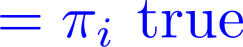 = π_i true